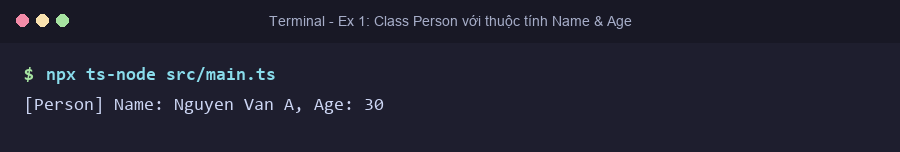 Terminal - Ex 1: Class Person với thuộc tính Name & Age
$ npx ts-node src/main.ts
[Person] Name: Nguyen Van A, Age: 30